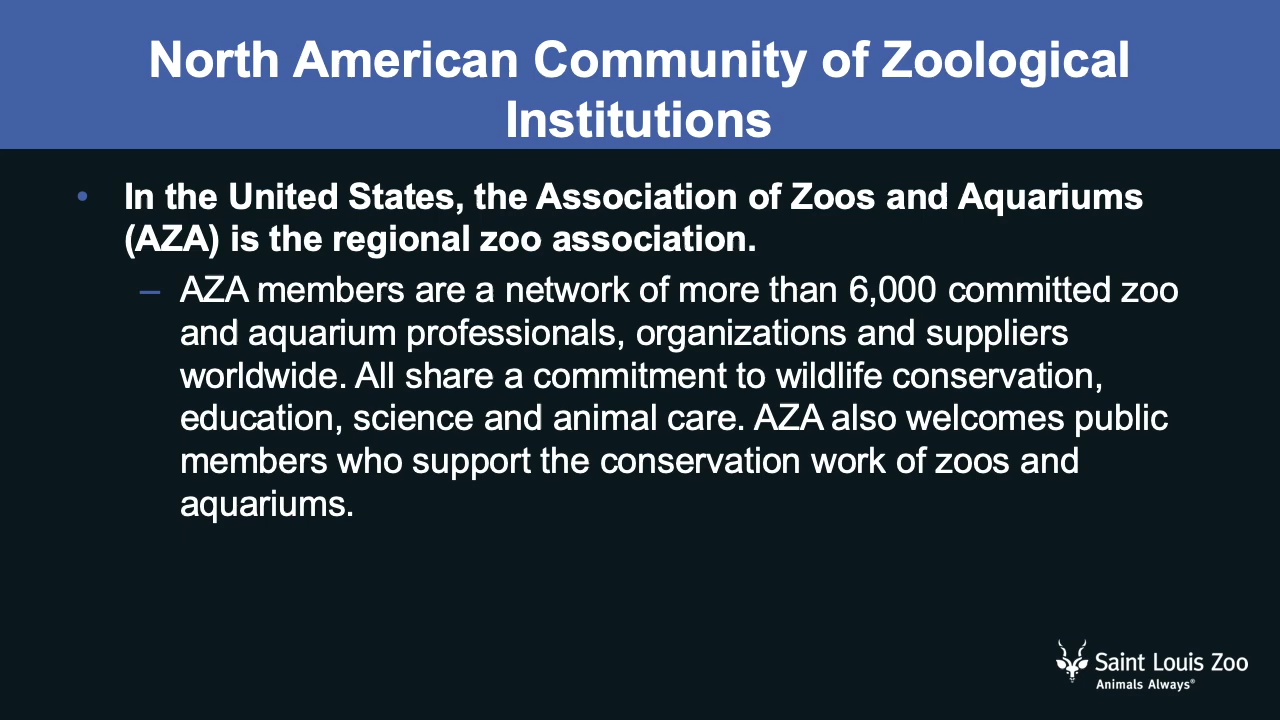 North American Community of Zoological
Institutions
• In the United States, the Association of Zoos and Aquariums
(AZA) is the regional zoo association.
– AZA members are a network of more than 6,000 committed zoo
and aquarium professionals, organizations and suppliers
worldwide. All share a commitment to wildlife conservation,
education, science and animal care. AZA also welcomes public
members who support the conservation work of zoos and
aquariums.
Saint Louis Zoo
Animals Always®